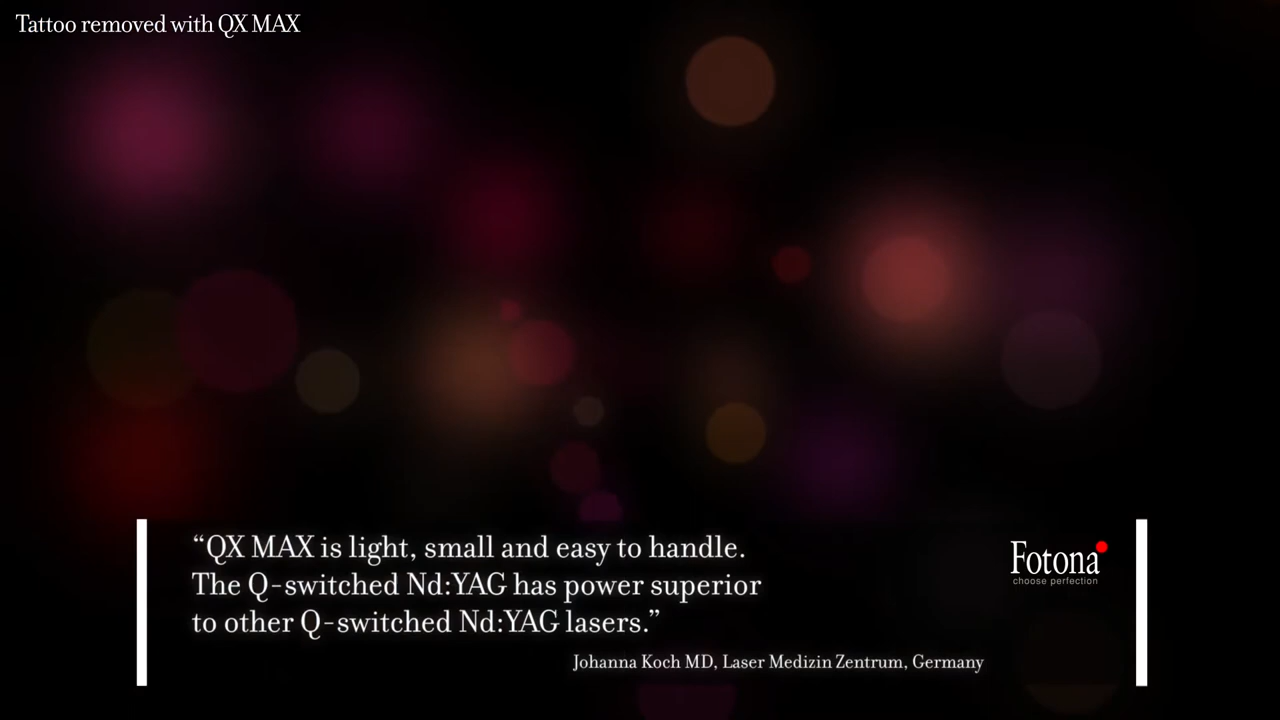 Tattoo removed with QX MAX
“QX MAX is light, small and easy to handle.
The Q-switched Nd:YAG has power superior
to other Q-switched Nd:YAG lasers.”
Johanna Koch MD, Laser Medizin Zentrum, Germany
Fotona
choose perfection